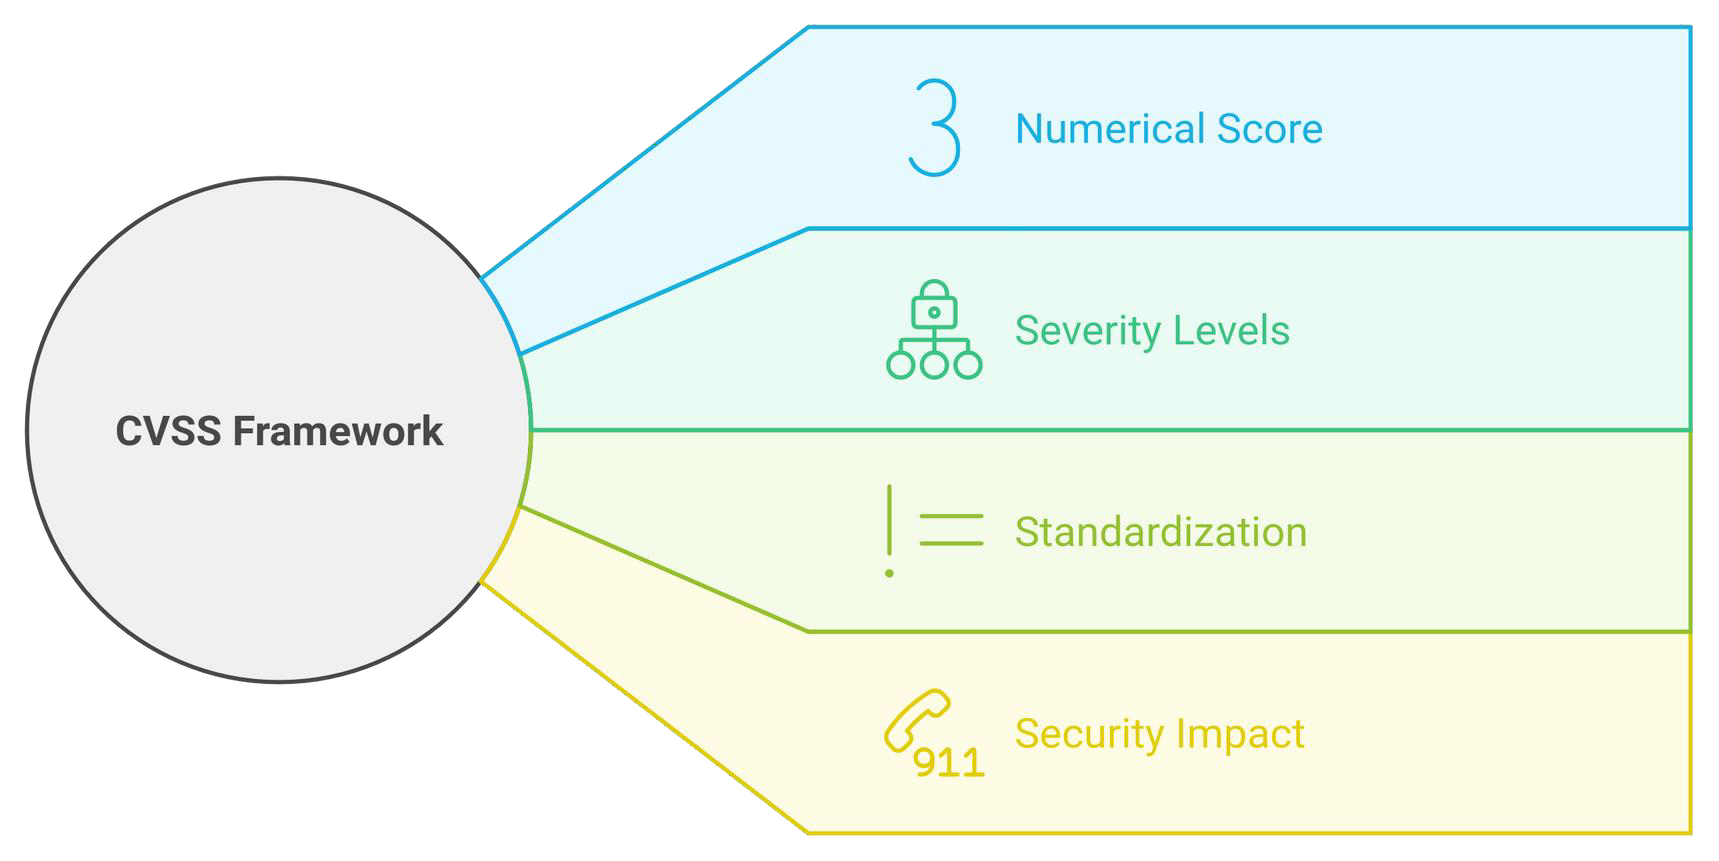 3
Numerical Score
Severity Levels
CVSS Framework
! =
Standardization
911
Security Impact